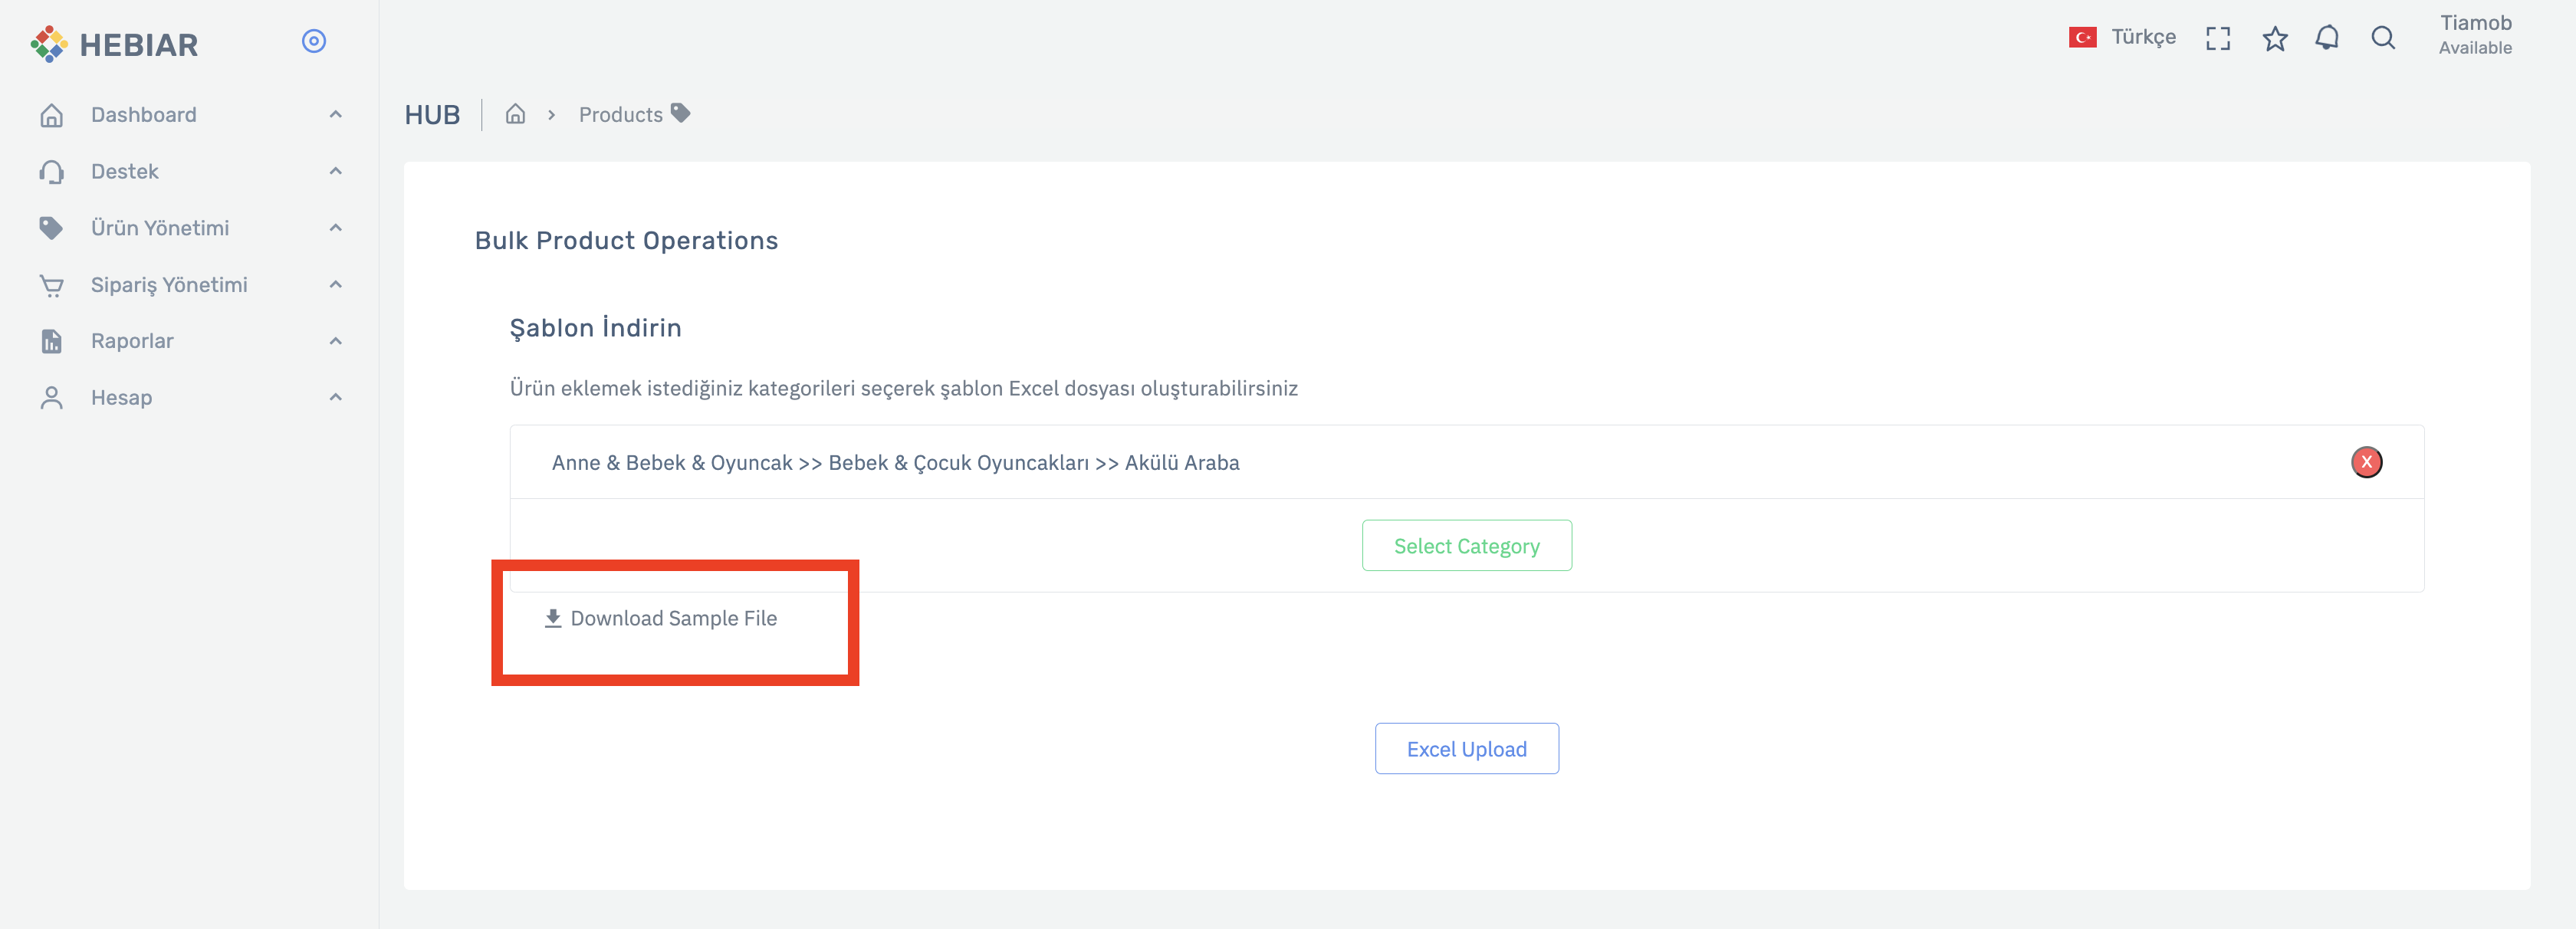 HEBIAR
Türkçe
Tiamob
Available
Dashboard
Destek
Ürün Yönetimi
Sipariş Yönetimi
Raporlar
Hesap
HUB
Products
Bulk Product Operations
Şablon İndirin
Ürün eklemek istediğiniz kategorileri seçerek şablon Excel dosyası oluşturabilirsiniz
Anne & Bebek & Oyuncak >> Bebek & Çocuk Oyuncakları >> Akülü Araba
X
Select Category
Download Sample File
Excel Upload